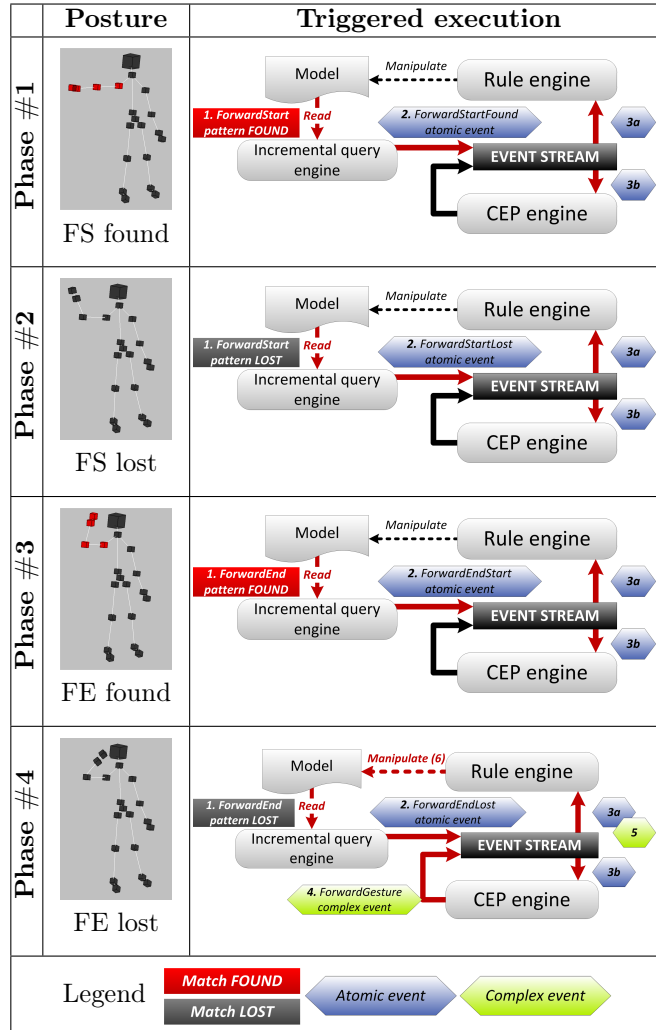 Posture
Triggered execution
Phase #1
FS found
Model
Manipulate
Rule engine
1. ForwardStart
pattern FOUND
Read
2. ForwardStartFound
atomic event
3a
Incremental query
engine
EVENT STREAM
3b
CEP engine
Phase #2
FS lost
Model
Manipulate
Rule engine
1. ForwardStart
pattern LOST
Read
2. ForwardStartLost
atomic event
3a
Incremental query
engine
EVENT STREAM
3b
CEP engine
Phase #3
FE found
Model
Manipulate
Rule engine
1. ForwardEnd
pattern FOUND
Read
2. ForwardEndStart
atomic event
3a
Incremental query
engine
EVENT STREAM
3b
CEP engine
Phase #4
FE lost
Model
Manipulate (6)
Rule engine
1. ForwardEnd
pattern LOST
Read
2. ForwardEndLost
atomic event
3a
5
Incremental query
engine
EVENT STREAM
3b
4. ForwardGesture
complex event
CEP engine
Legend
Match FOUND
Match LOST
Atomic event
Complex event